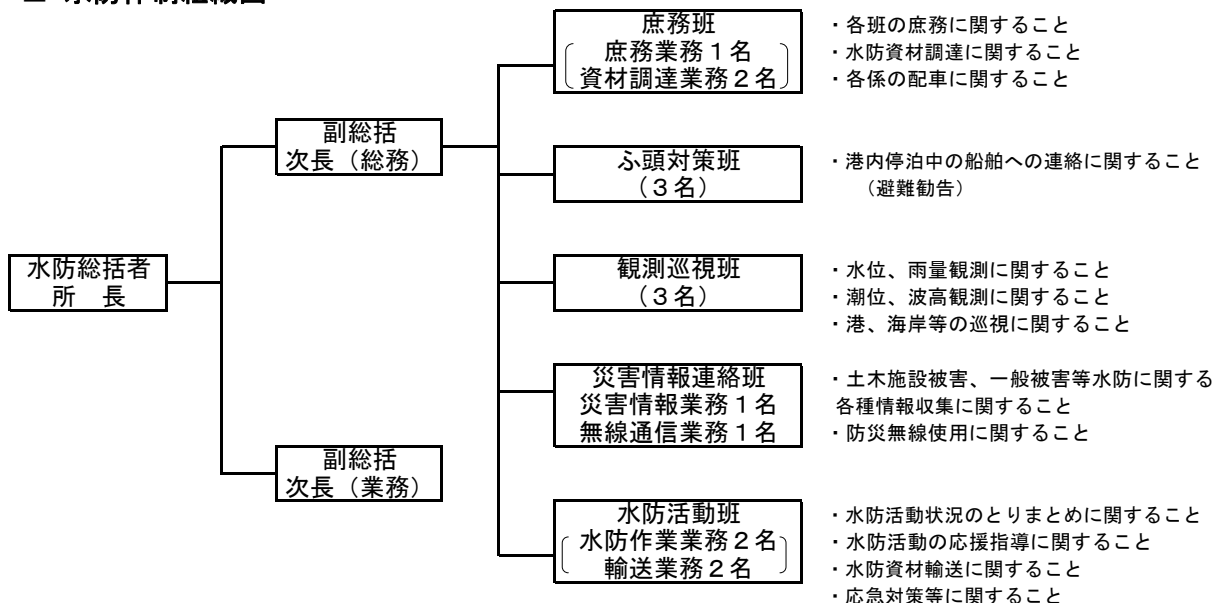 庶務班
庶務業務１名
資材調達業務２名
・各班の庶務に関すること
・水防資材調達に関すること
・各係の配車に関すること
副総括
次長（総務）
ふ頭対策班
（３名）
・港内停泊中の船舶への連絡に関すること
（避難勧告）
水防総括者
所　長
観測巡視班
（３名）
・水位、雨量観測に関すること
・潮位、波高観測に関すること
・港、海岸等の巡視に関すること
災害情報連絡班
災害情報業務１名
無線通信業務１名
・土木施設被害、一般被害等水防に関する
各種情報収集に関すること
・防災無線使用に関すること
副総括
次長（業務）
水防活動班
水防作業業務２名
輸送業務２名
・水防活動状況のとりまとめに関すること
・水防活動の応援指導に関すること
・水防資材輸送に関すること
・応急対策等に関すること